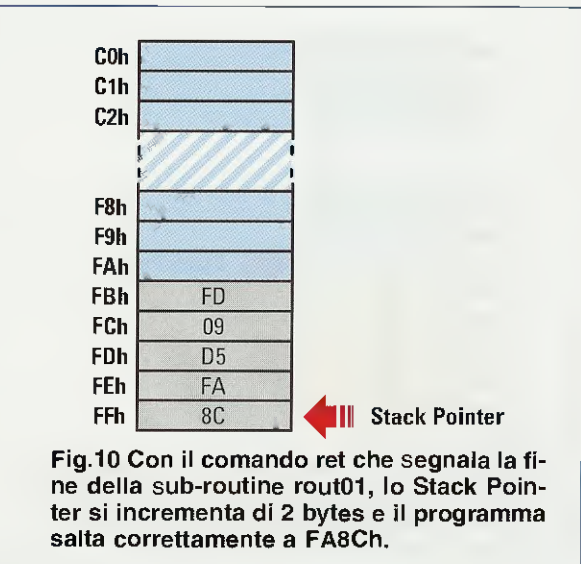 C0h
C1h
C2h
F8h
F9h
FAh
FBh FD
FCh 09
FDh D5
FEh FA
FFh 8C Stack Pointer
Fig.10 Con il comando ret che segnala la fi-
ne della sub-routine rout01, lo Stack Poin-
ter si incrementa di 2 bytes e il programma
salta correttamente a FA8Ch.